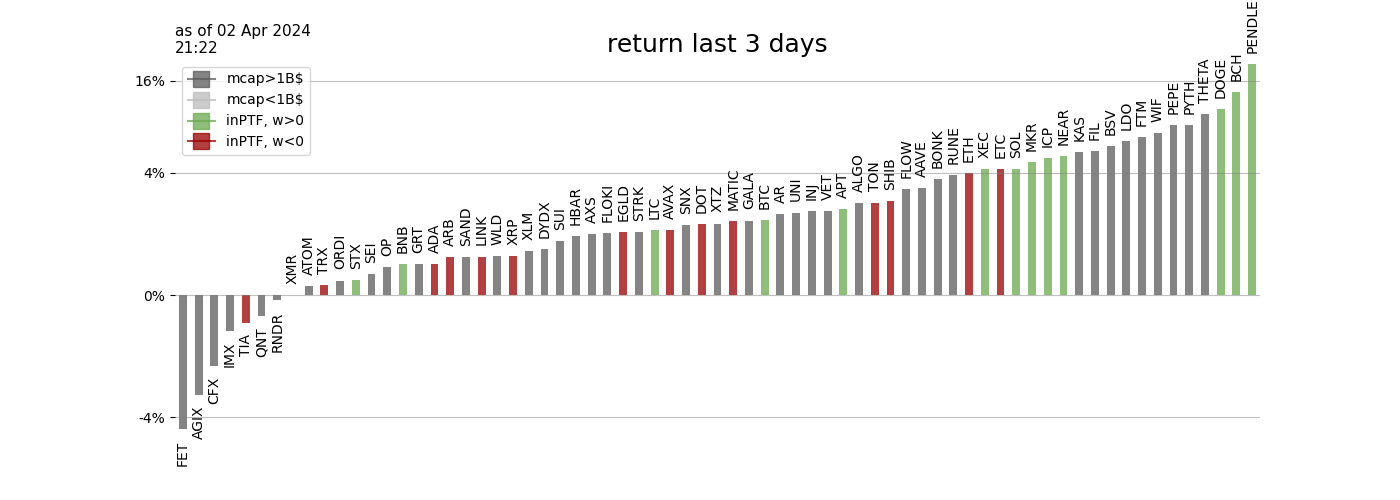 as of 02 Apr 2024
21:22
return last 3 days
mcap>1B$
mcap<1B$
inPTF, w>0
inPTF, w<0
16%
4%
0%
-4%
FET
AGIX
CFX
IMX
TIA
QNT
RNDR
XMR
ATOM
TRX
ORDI
STX
SEI
OP
BNB
GRT
ADA
ARB
SAND
LINK
WLD
XRP
XLM
DYDX
SUI
HBAR
AXS
FLOKI
EGLD
STRK
LTC
AVAX
SNX
DOT
XTZ
MATIC
GALA
BTC
AR
UNI
INJ
VET
APT
ALGO
TON
SHIB
FLOW
AAVE
BONK
RUNE
ETH
XEC
ETC
SOL
MKR
ICP
NEAR
KAS
FIL
BSV
LDO
FTM
WIF
PEPE
PYTH
THETA
DOGE
BCH
PENDLE